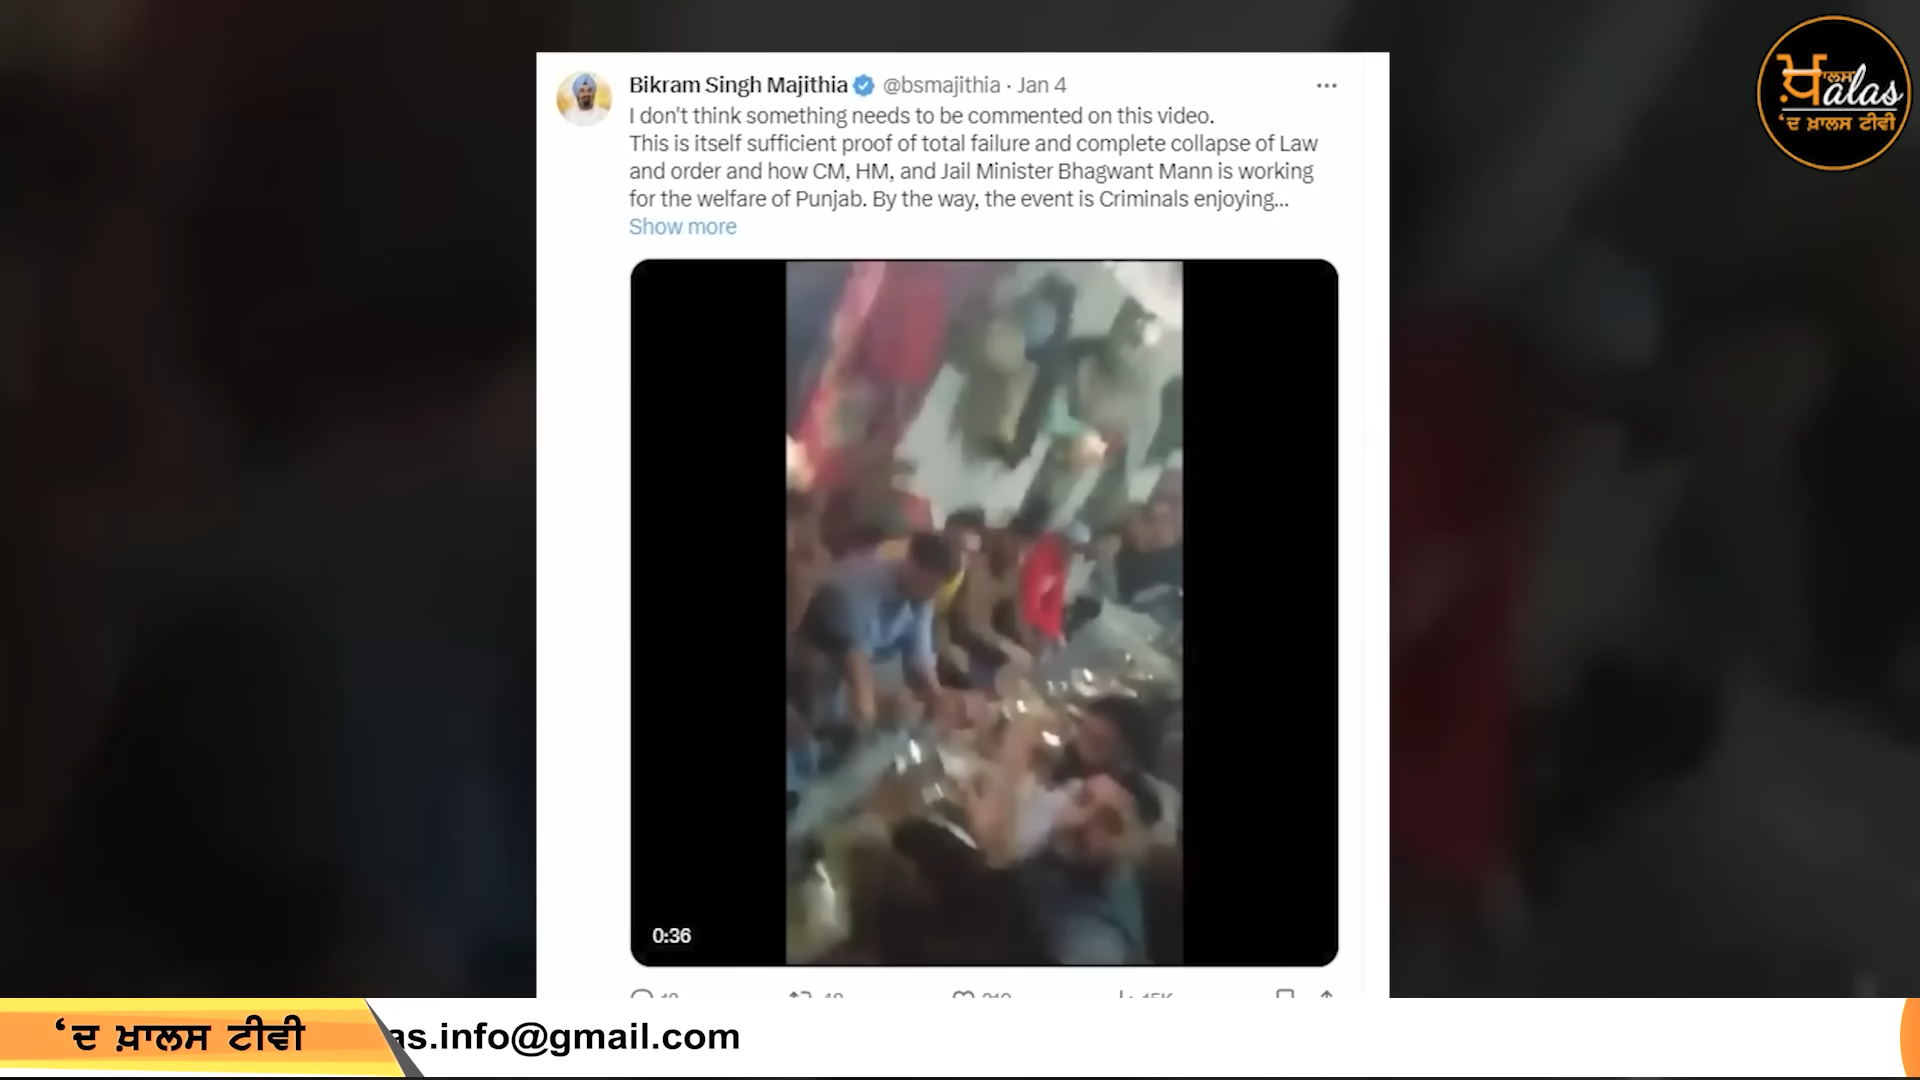 Bikram Singh Majithia @bsmajithia · Jan 4
I don't think something needs to be commented on this video.
This is itself sufficient proof of total failure and complete collapse of Law
and order and how CM, HM, and Jail Minister Bhagwant Mann is working
for the welfare of Punjab. By the way, the event is Criminals enjoying...
Show more
0:36
ਖ਼ਾਲਸ
alas
‘ਦ ਖ਼ਾਲਸ ਟੀਵੀ
‘ਦ ਖ਼ਾਲਸ ਟੀਵੀ
as.info@gmail.com